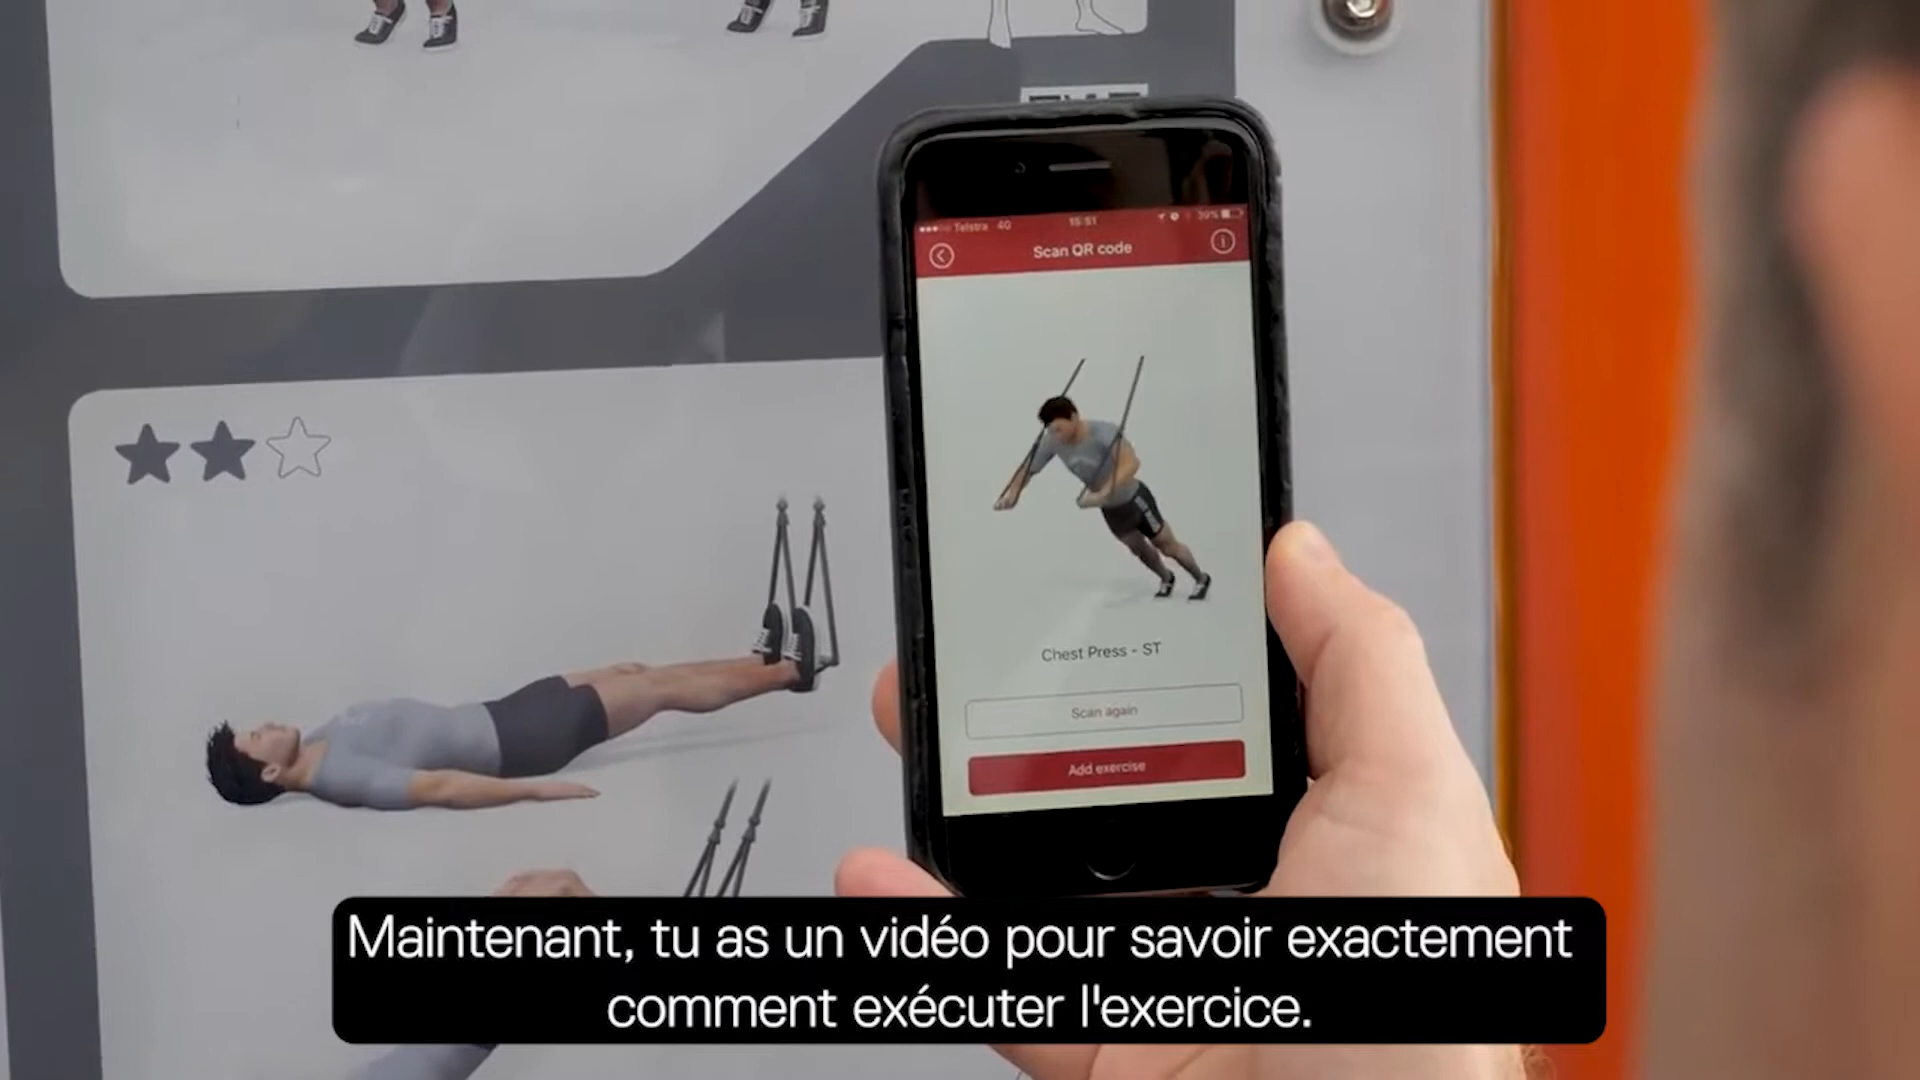 Telstra 4G
15:51
39%
Scan QR code
Chest Press - ST
Scan again
Add exercise
Maintenant, tu as un vidéo pour savoir exactement
comment exécuter l'exercice.